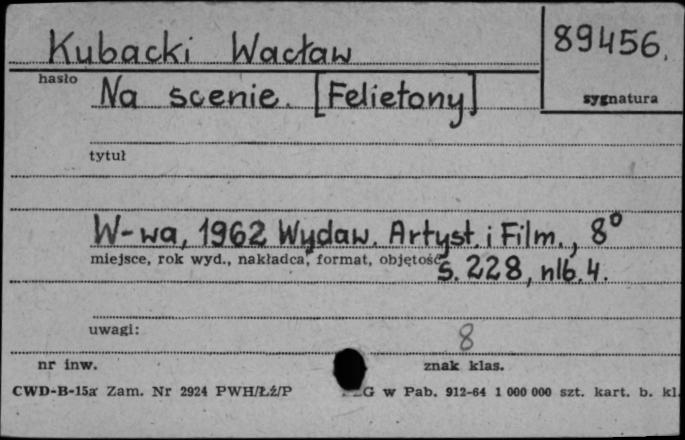 Kubacki Wacław
89456.
hasło
Na scenie. [Felietony]
sygnatura
tytuł
W-wa, 1962 Wydaw. Artyst. i Film., 8°
miejsce, rok wyd., nakładca, format, objętość
s. 228, nlb. 4.
uwagi:
8
nr inw.
znak klas.
CWD-B-15a Zam. Nr 2924 PWH/Łź/P
G w Pab. 912-64 1 000 000 szt. kart. b. kl.